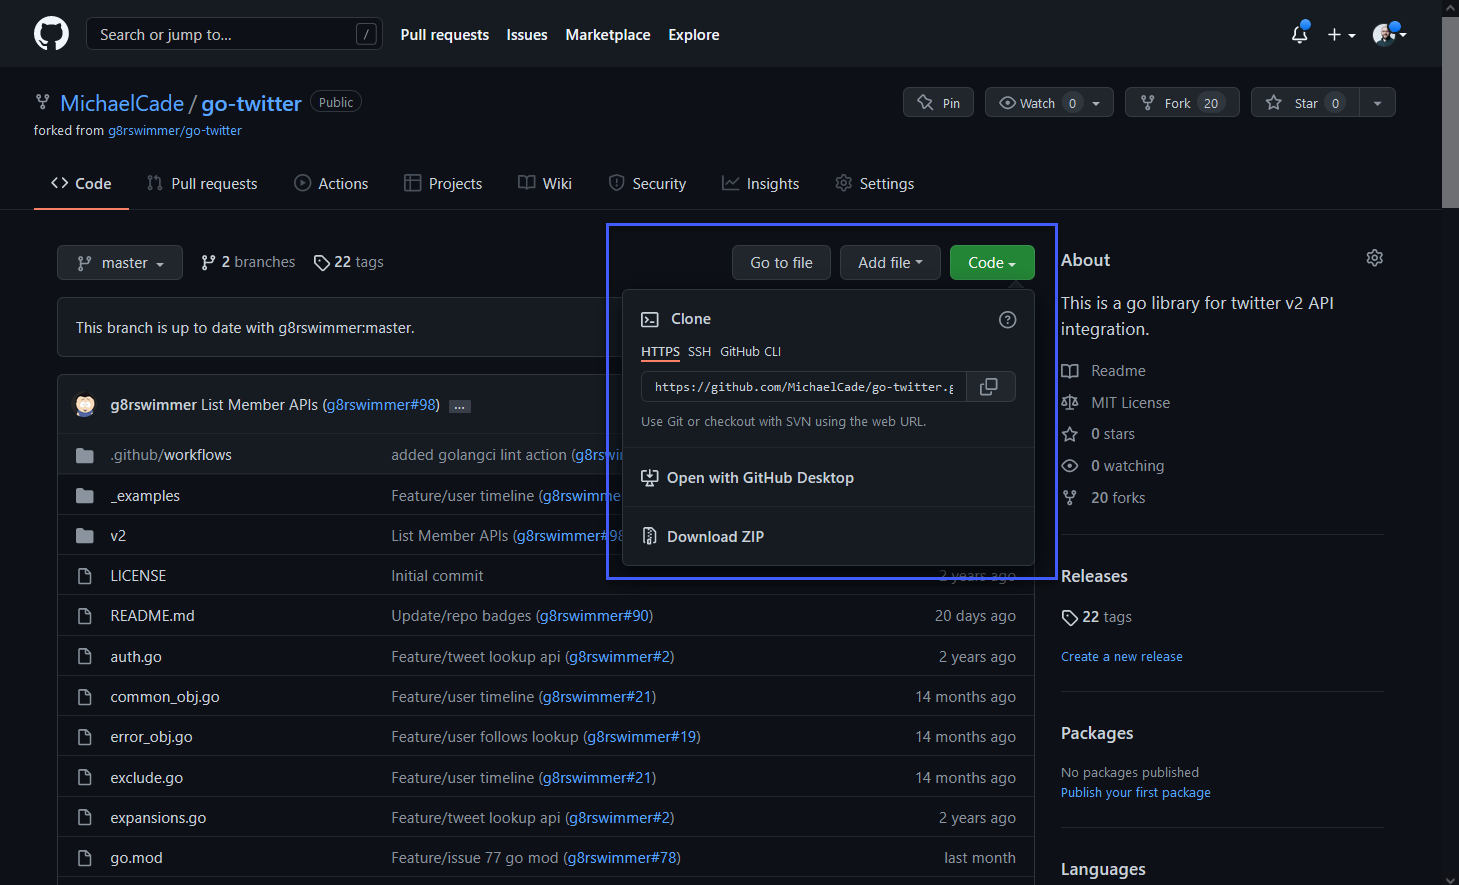 Search or jump to... /
Pull requests
Issues
Marketplace
Explore
MichaelCade / go-twitter Public
forked from g8rswimmer/go-twitter
Pin
Watch 0
Fork 20
Star 0
Code
Pull requests
Actions
Projects
Wiki
Security
Insights
Settings
master
2 branches
22 tags
Go to file
Add file
Code
This branch is up to date with g8rswimmer:master.
Clone
HTTPS SSH GitHub CLI
https://github.com/MichaelCade/go-twitter.g
Use Git or checkout with SVN using the web URL.
Open with GitHub Desktop
Download ZIP
g8rswimmer List Member APIs (g8rswimmer#98) ...
.github/workflows added golangci lint action (g8rswi
_examples Feature/user timeline (g8rswimme
v2 List Member APIs (g8rswimmer#98
LICENSE Initial commit 2 years ago
README.md Update/repo badges (g8rswimmer#90) 20 days ago
auth.go Feature/tweet lookup api (g8rswimmer#2) 2 years ago
common_obj.go Feature/user timeline (g8rswimmer#21) 14 months ago
error_obj.go Feature/user follows lookup (g8rswimmer#19) 14 months ago
exclude.go Feature/user timeline (g8rswimmer#21) 14 months ago
expansions.go Feature/tweet lookup api (g8rswimmer#2) 2 years ago
go.mod Feature/issue 77 go mod (g8rswimmer#78) last month
About
This is a go library for twitter v2 API
integration.
Readme
MIT License
0 stars
0 watching
20 forks
Releases
22 tags
Create a new release
Packages
No packages published
Publish your first package
Languages